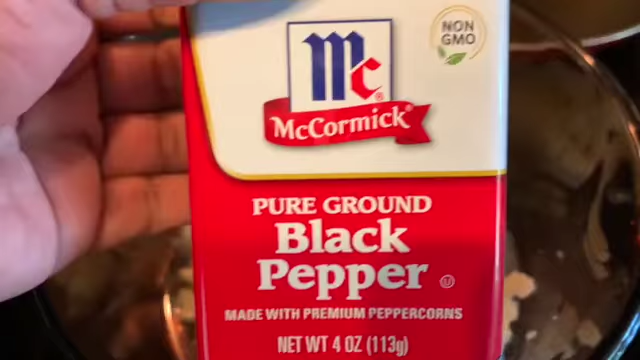 Mc
McCormick®
NON
GMO
PURE GROUND
Black
Pepper Ⓤ
MADE WITH PREMIUM PEPPERCORNS
NET WT 4 OZ (113g)